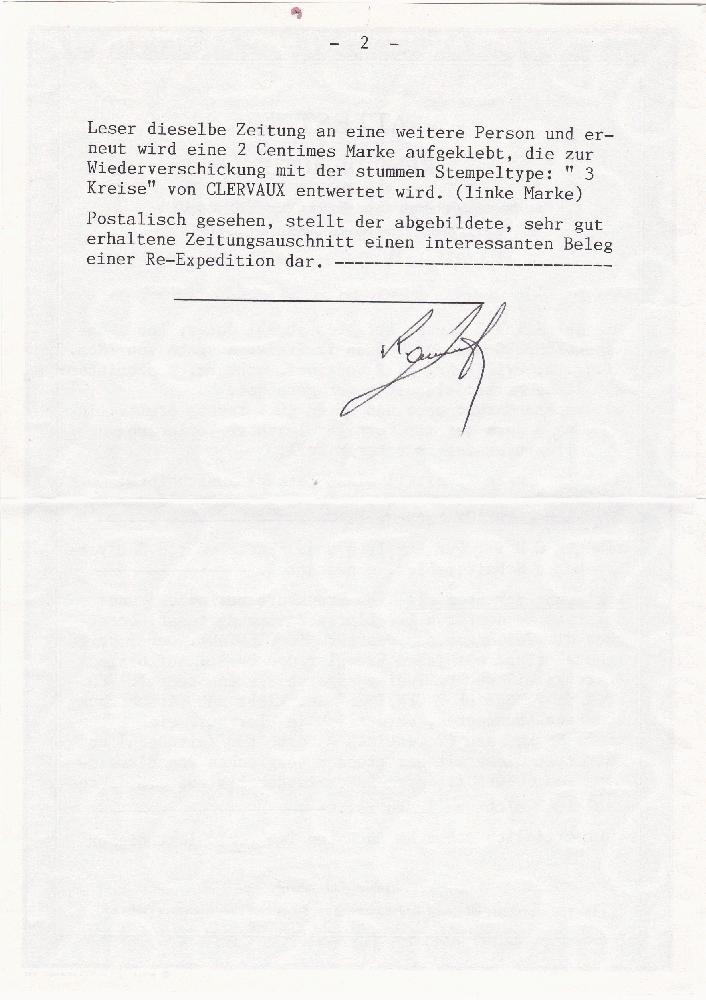 - 2 -
Leser dieselbe Zeitung an eine weitere Person und er-
neut wird eine 2 Centimes Marke aufgeklebt, die zur
Wiederverschickung mit der stummen Stempeltype: " 3
Kreise" von CLERVAUX entwertet wird. (linke Marke)
Postalisch gesehen, stellt der abgebildete, sehr gut
erhaltene Zeitungsauschnitt einen interessanten Beleg
einer Re-Expedition dar. ----------------------------